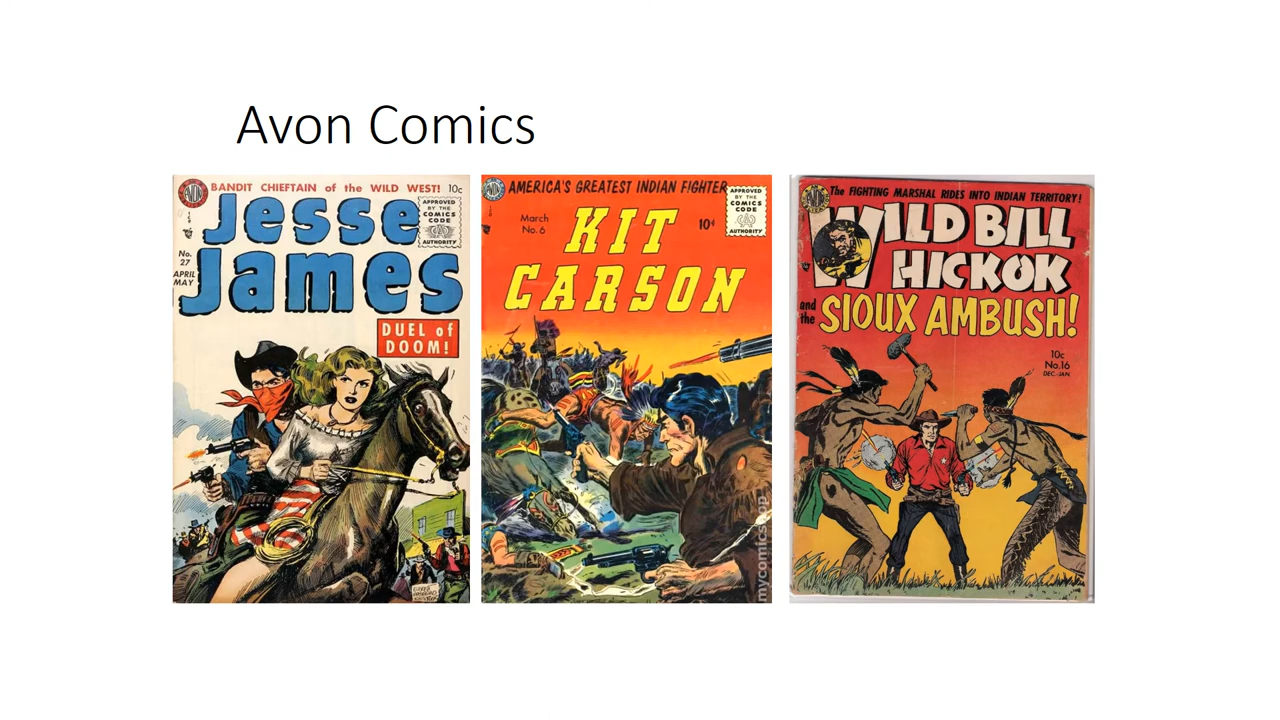 Avon Comics
AVON
BANDIT CHIEFTAIN of the WILD WEST! 10c
Jesse
James
APPROVED
BY THE
COMICS
CODE
AUTHORITY
No.
27
APRIL
MAY
DUEL of
DOOM!
AVON
AMERICA'S GREATEST INDIAN FIGHTER
March
No. 6
KIT
CARSON
10¢
APPROVED
BY THE
COMICS
CODE
AUTHORITY
mycomicshop
AVON
The FIGHTING MARSHAL RIDES INTO INDIAN TERRITORY!
WILD BILL
HICKOK
and
the
SIOUX AMBUSH!
10c
No.16
DEC.-JAN.